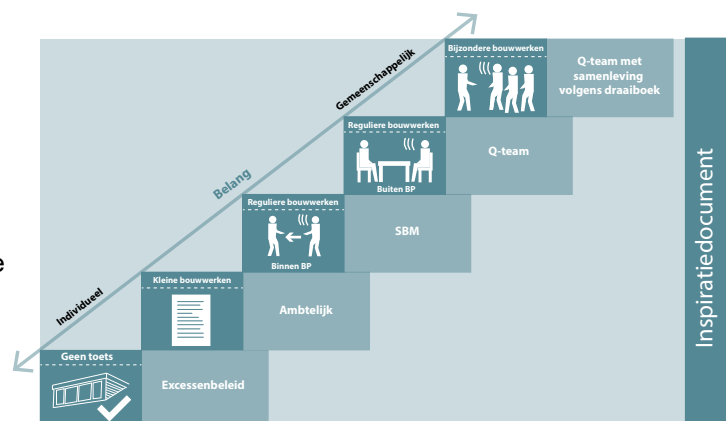 Bijzondere bouwwerken
Q-team met
samenleving
volgens draaiboek
Gemeenschappelijk
Reguliere bouwwerken
Buiten BP
Q-team
Belang
Reguliere bouwwerken
Binnen BP
SBM
Individueel
Kleine bouwwerken
Ambtelijk
Geen toets
Excessenbeleid
Inspiratiedocument
e